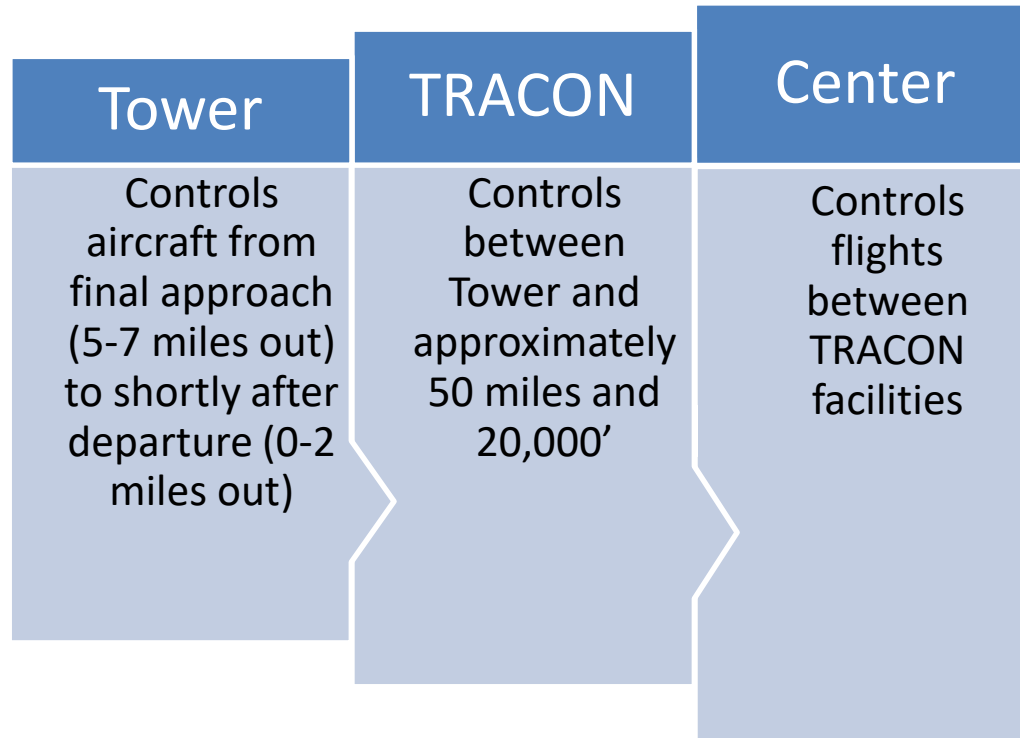 Tower
Controls
aircraft from
final approach
(5-7 miles out)
to shortly after
departure (0-2
miles out)
TRACON
Controls
between
Tower and
approximately
50 miles and
20,000’
Center
Controls
flights
between
TRACON
facilities